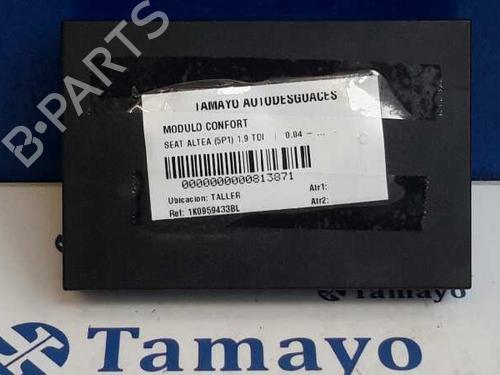 B-PARTS
TAMAYO AUTODESGUACES
MODULO CONFORT
SEAT ALTEA (5P1) 1.9 TDI | 0.04 - ...
0000000000813871
Ubicacion: TALLER
Atr1:
Ref: 1K0959433BL
Atr2:
Tamayo
Tamayo